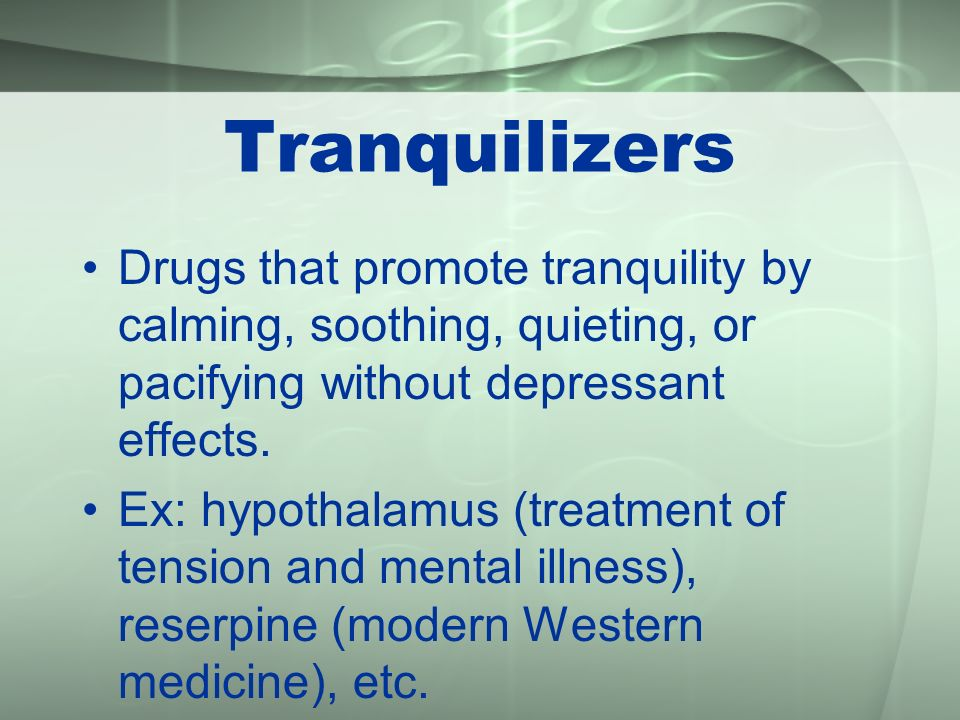 Tranquilizers
• Drugs that promote tranquility by
calming, soothing, quieting, or
pacifying without depressant
effects.
• Ex: hypothalamus (treatment of
tension and mental illness),
reserpine (modern Western
medicine), etc.